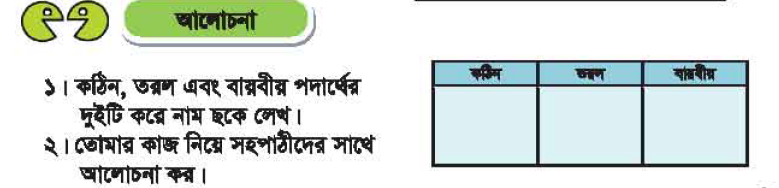 আলোচনা
১। কঠিন, তরল এবং বায়বীয় পদার্থের
দুইটি করে নাম ছকে লেখ।
২। তোমার কাজ নিয়ে সহপাঠীদের সাথে
আলোচনা কর।
কঠিন তরল বায়বীয়